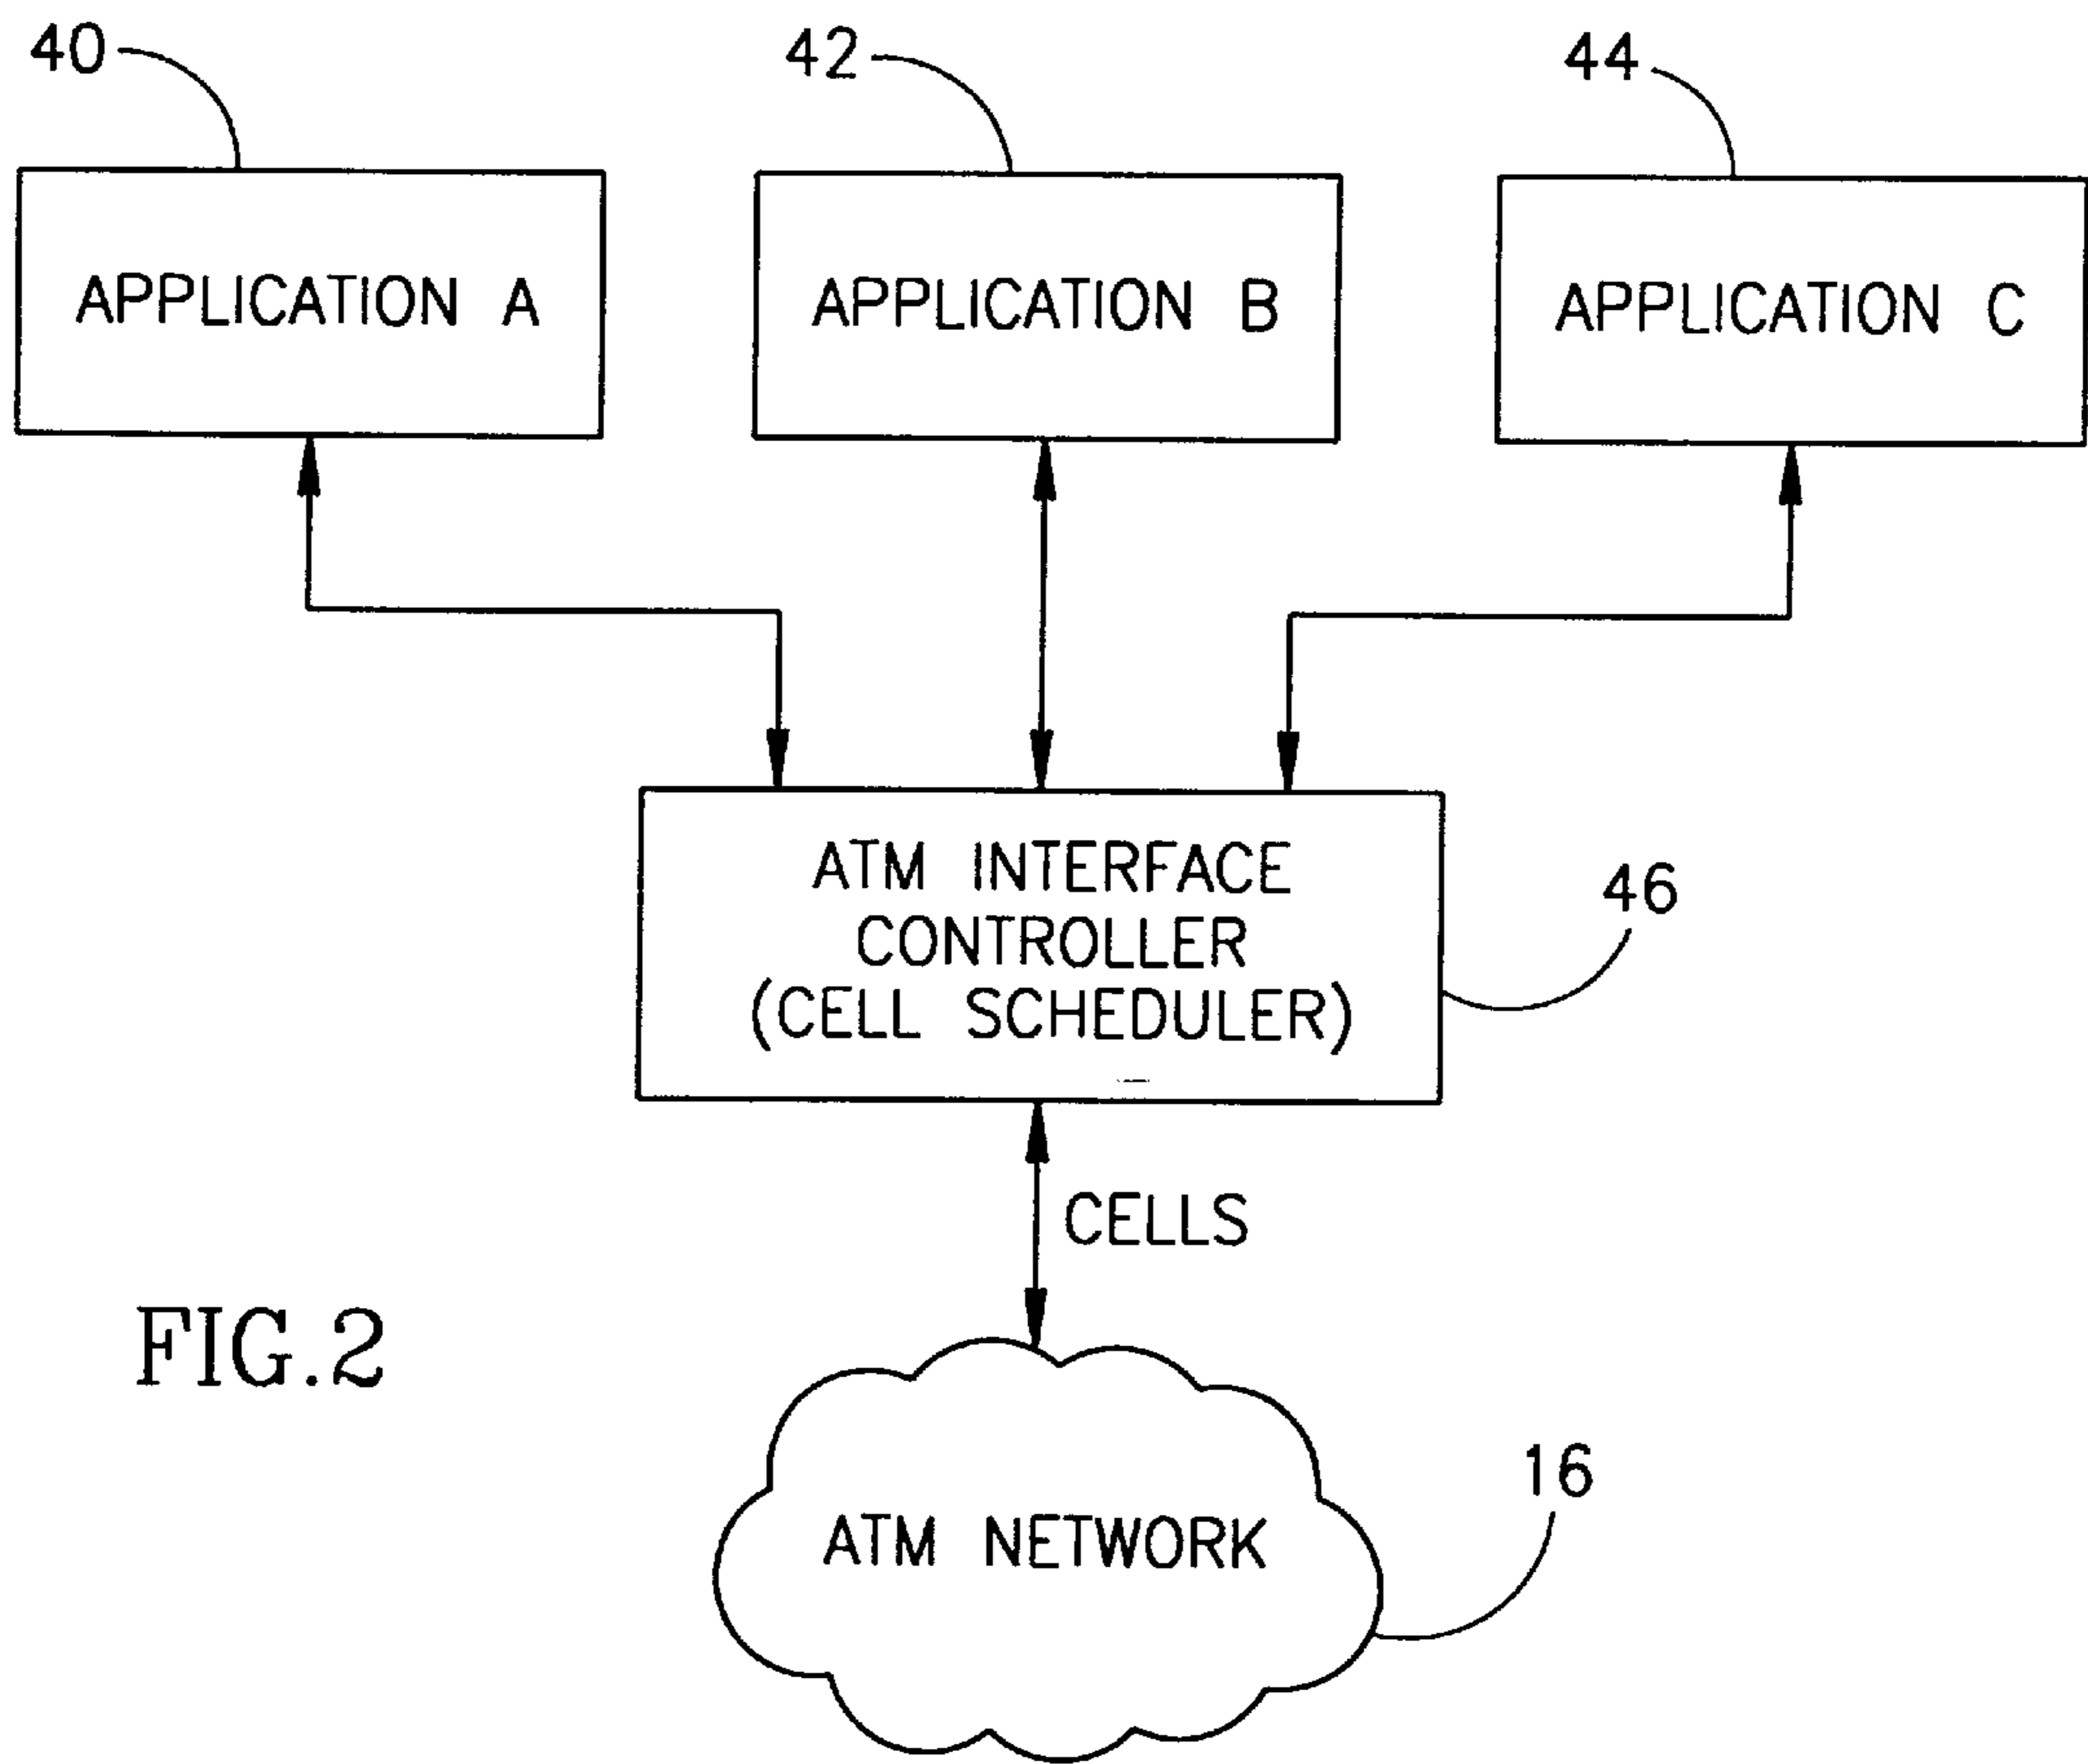 40
42
44
APPLICATION A
APPLICATION B
APPLICATION C
ATM INTERFACE
CONTROLLER
(CELL SCHEDULER)
46
CELLS
FIG.2
16
ATM NETWORK